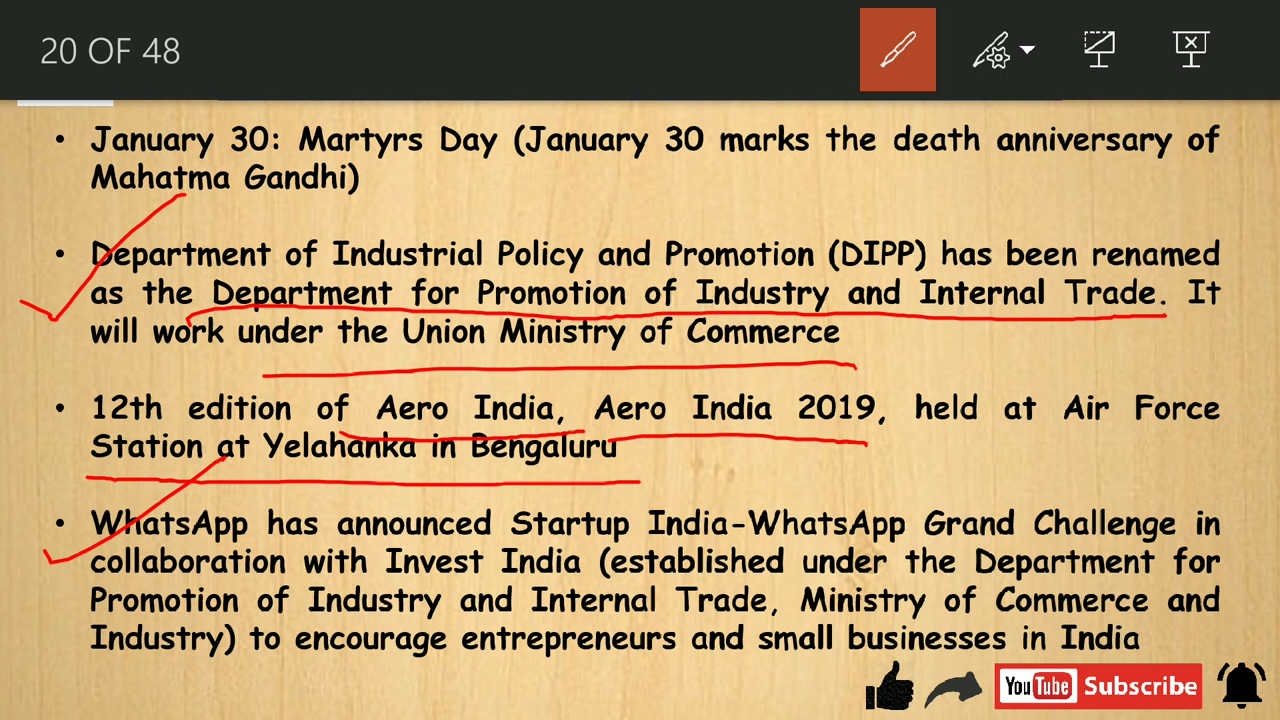 20 OF 48
• January 30: Martyrs Day (January 30 marks the death anniversary of
Mahatma Gandhi)
• Department of Industrial Policy and Promotion (DIPP) has been renamed
as the Department for Promotion of Industry and Internal Trade. It
will work under the Union Ministry of Commerce
• 12th edition of Aero India, Aero India 2019, held at Air Force
Station at Yelahanka in Bengaluru
• WhatsApp has announced Startup India-WhatsApp Grand Challenge in
collaboration with Invest India (established under the Department for
Promotion of Industry and Internal Trade, Ministry of Commerce and
Industry) to encourage entrepreneurs and small businesses in India
YouTube Subscribe